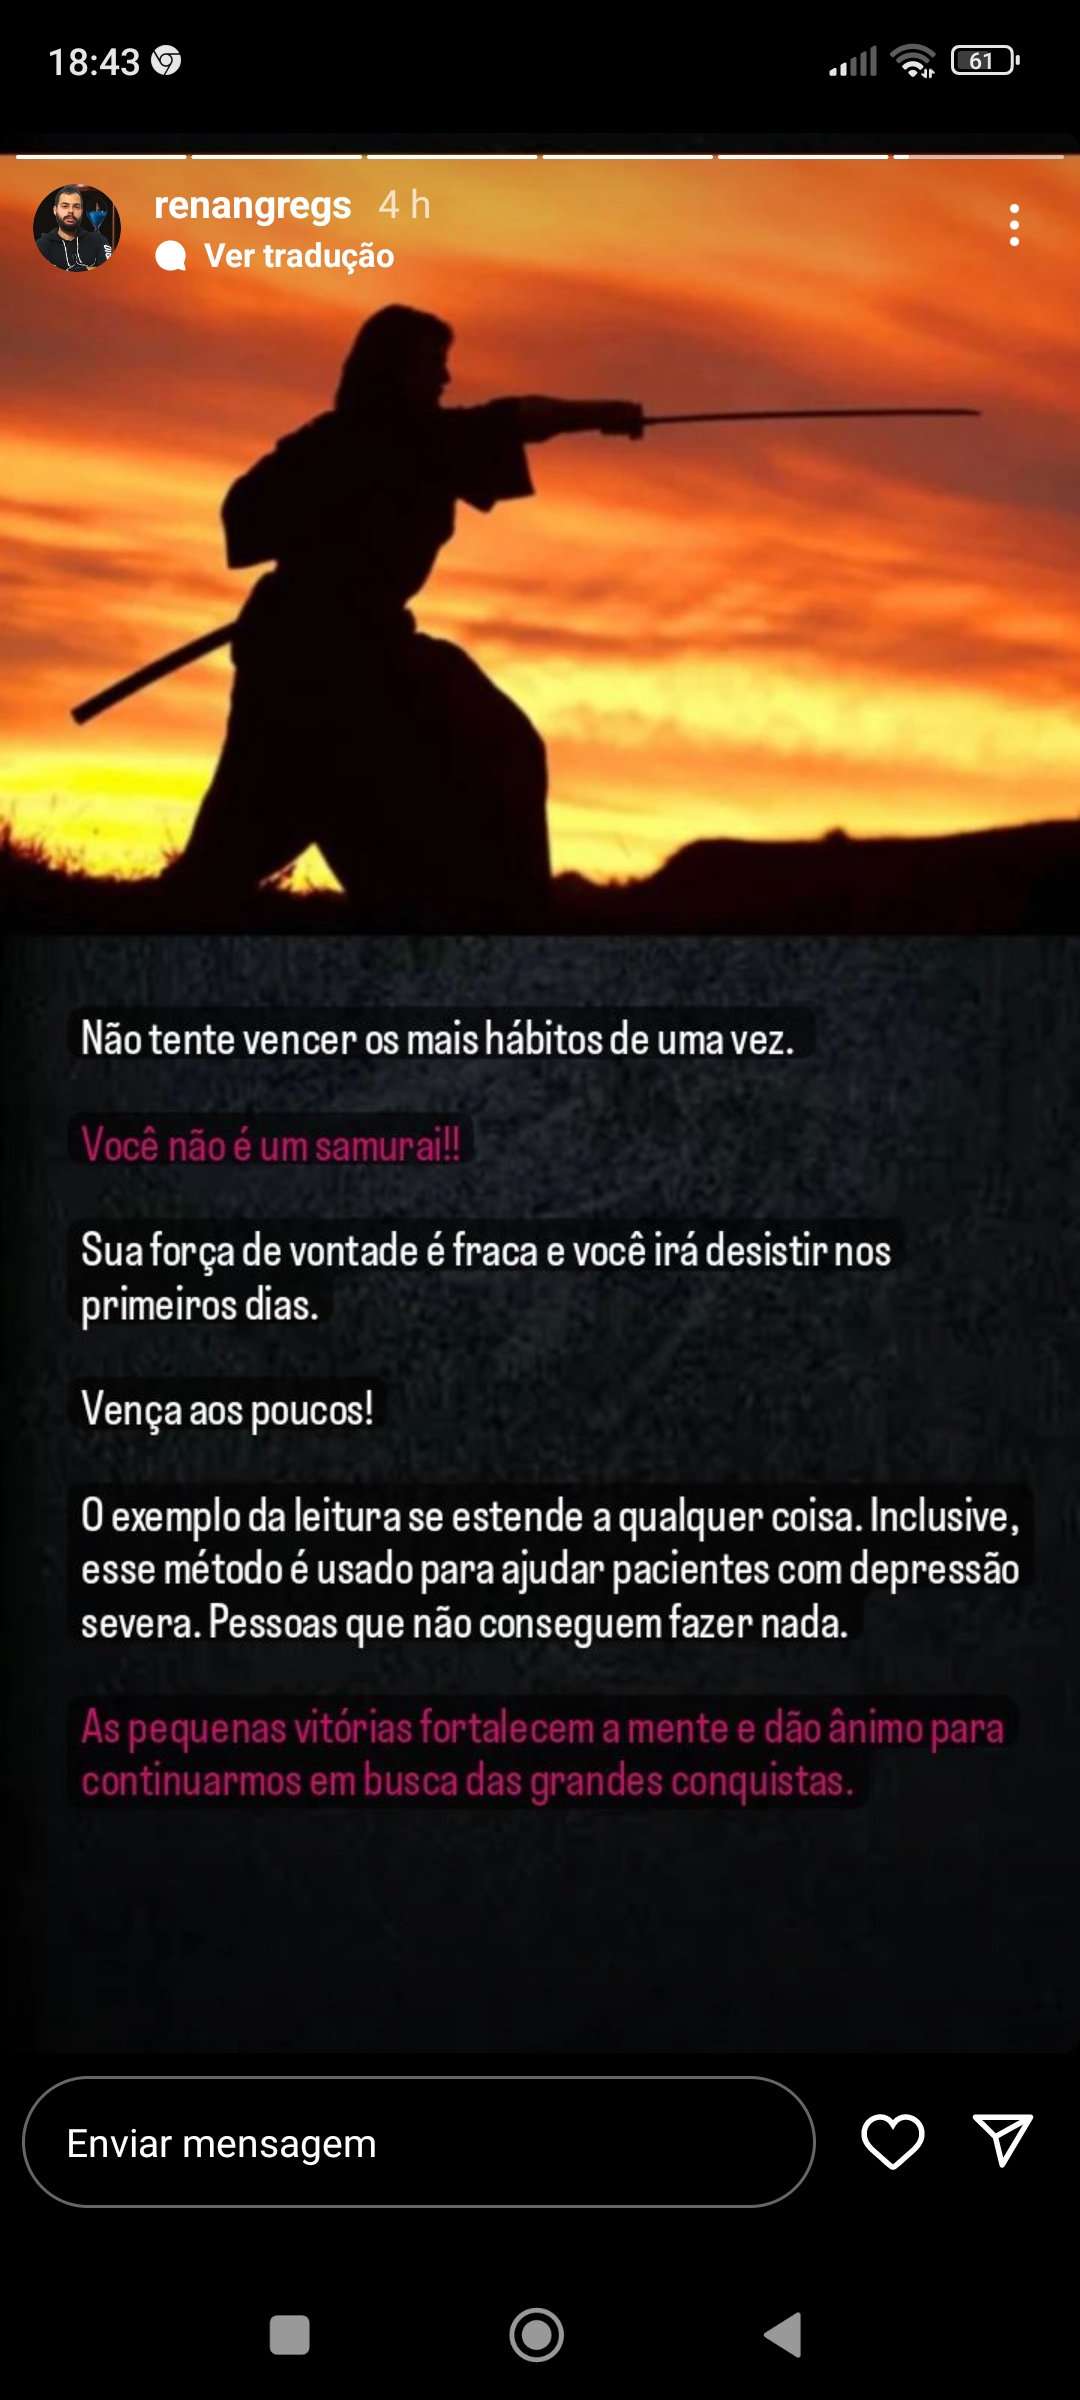 18:43
61
renangregs 4 h
Ver tradução
Não tente vencer os mais hábitos de uma vez.
Você não é um samurai!!
Sua força de vontade é fraca e você irá desistir nos
primeiros dias.
Vença aos poucos!
O exemplo da leitura se estende a qualquer coisa. Inclusive,
esse método é usado para ajudar pacientes com depressão
severa. Pessoas que não conseguem fazer nada.
As pequenas vitórias fortalecem a mente e dão ânimo para
continuarmos em busca das grandes conquistas.
Enviar mensagem